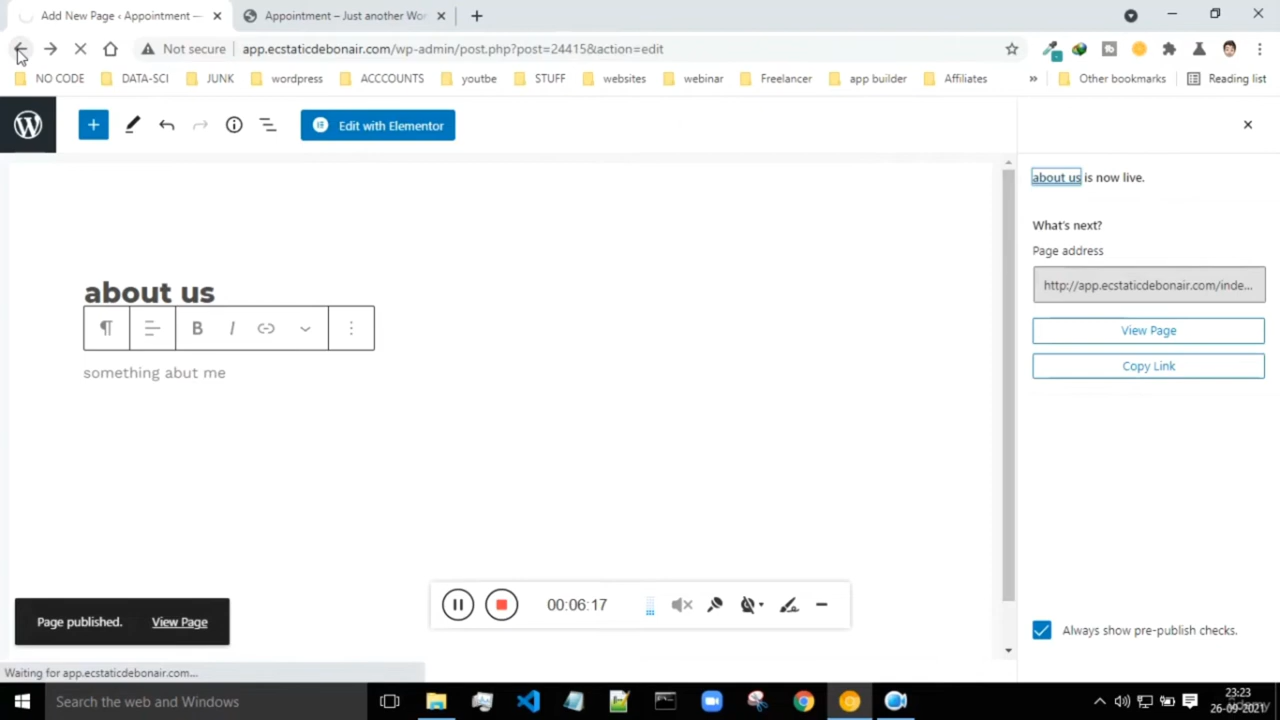 Add New Page ‹ Appointment —
Appointment – Just another Wor
Not secure
app.ecstaticdebonair.com/wp-admin/post.php?post=24415&action=edit
NO CODE
DATA-SCI
JUNK
wordpress
ACCCOUNTS
youtbe
STUFF
websites
webinar
Freelancer
app builder
Affiliates
»
Other bookmarks
Reading list
Edit with Elementor
about us is now live.
What's next?
Page address
http://app.ecstaticdebonair.com/inde...
View Page
Copy Link
about us
B
I
something abut me
00:06:17
Page published.
View Page
Always show pre-publish checks.
Waiting for app.ecstaticdebonair.com...
Search the web and Windows
23:23
26-09-2021